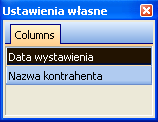 Ustawienia własne
Columns
Data wystawienia
Nazwa kontrahenta